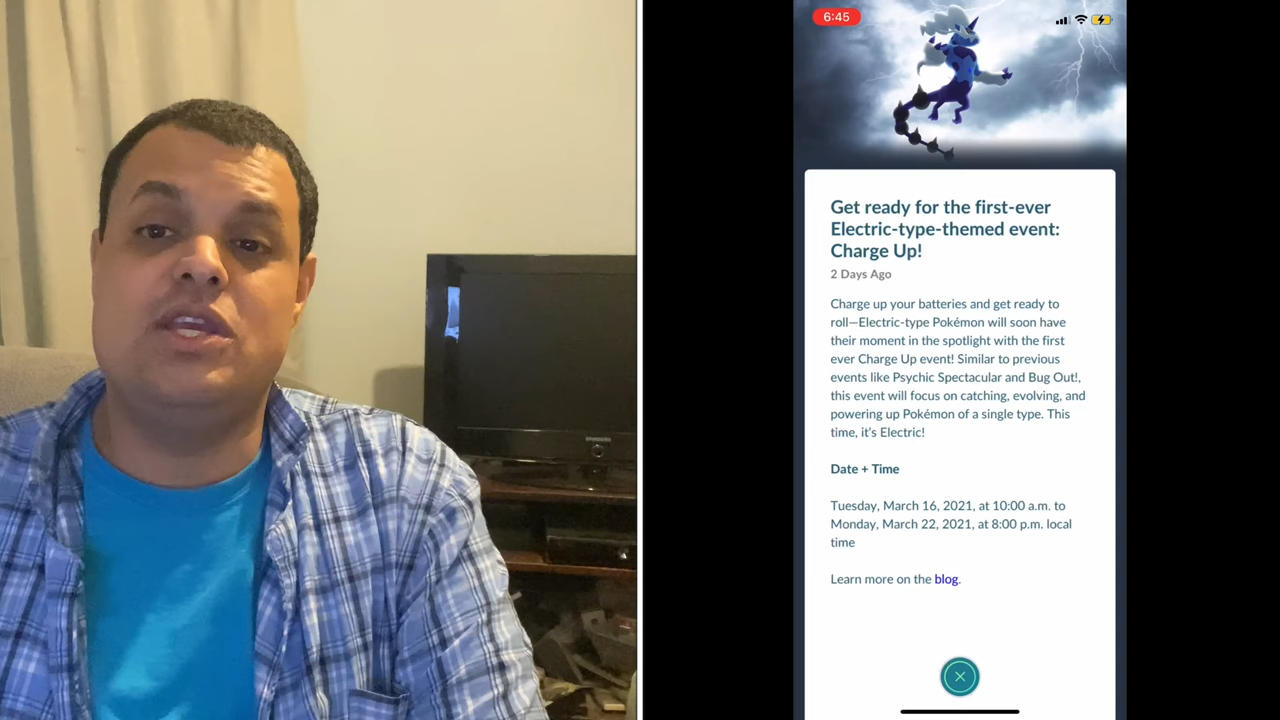 6:45
Get ready for the first-ever
Electric-type-themed event:
Charge Up!
2 Days Ago
Charge up your batteries and get ready to
roll—Electric-type Pokémon will soon have
their moment in the spotlight with the first
ever Charge Up event! Similar to previous
events like Psychic Spectacular and Bug Out!,
this event will focus on catching, evolving, and
powering up Pokémon of a single type. This
time, it's Electric!
Date + Time
Tuesday, March 16, 2021, at 10:00 a.m. to
Monday, March 22, 2021, at 8:00 p.m. local
time
Learn more on the blog.